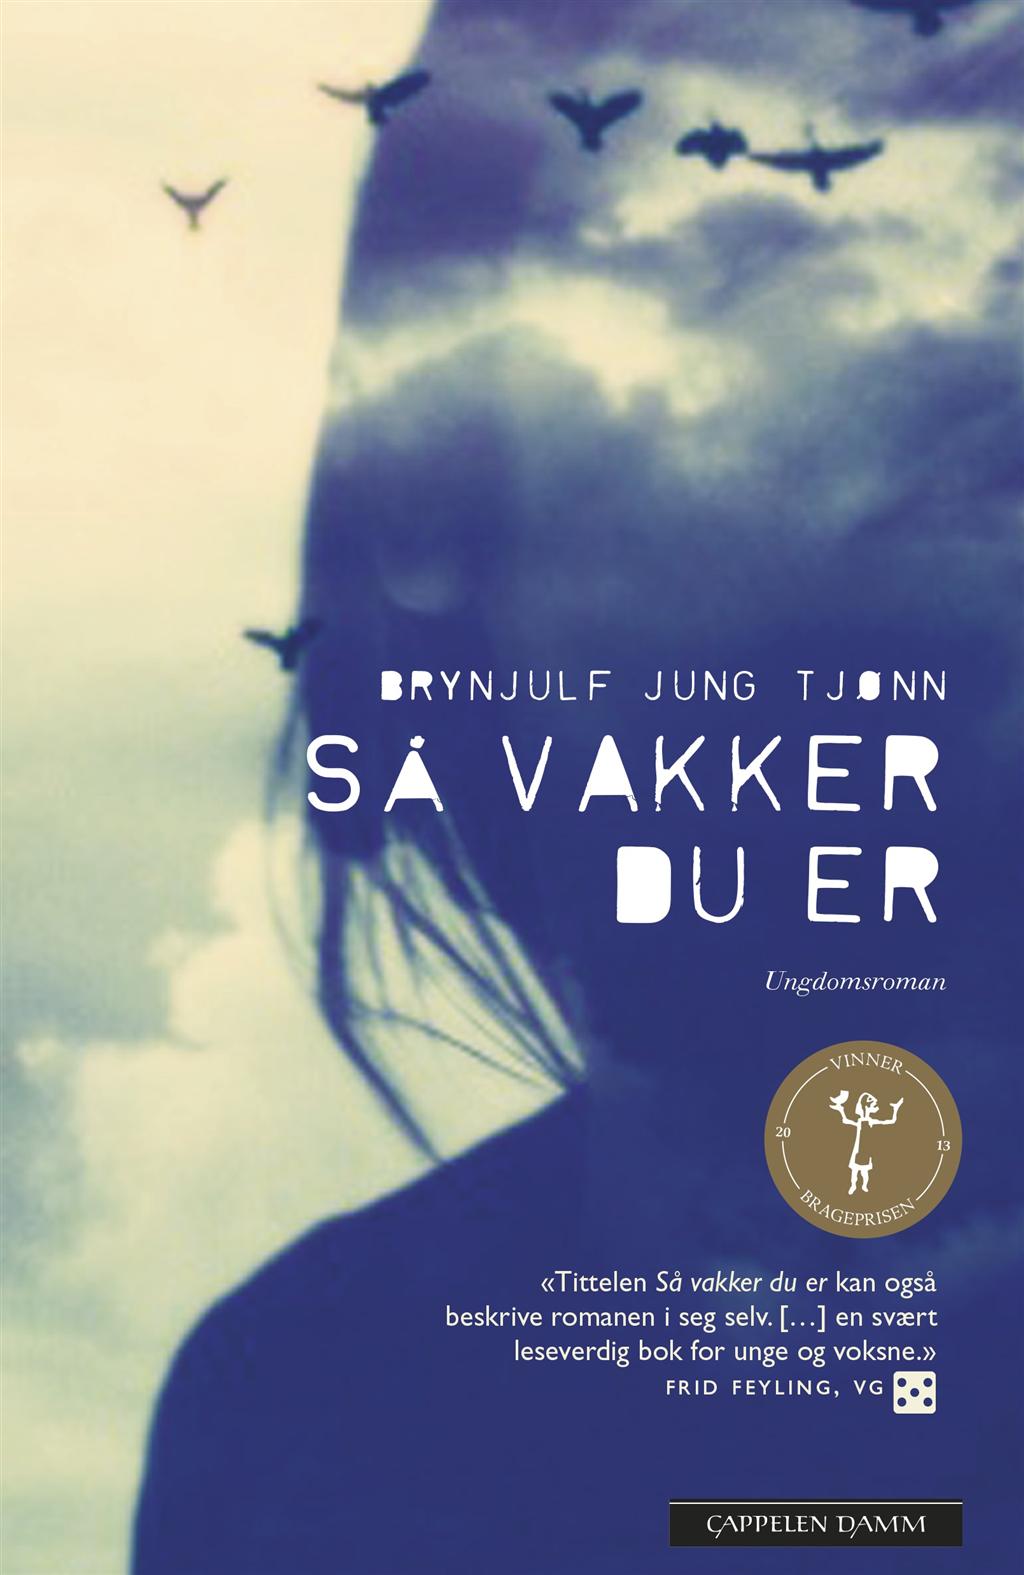 BRYNJULF JUNG TJØNN
SÅ VAKKER
DU ER
Ungdomsroman
VINNER
20 13
BRAGEPRISEN
«Tittelen Så vakker du er kan også
beskrive romanen i seg selv. […] en svært
leseverdig bok for unge og voksne.»
FRID FEYLING, VG
CAPPELEN DAMM